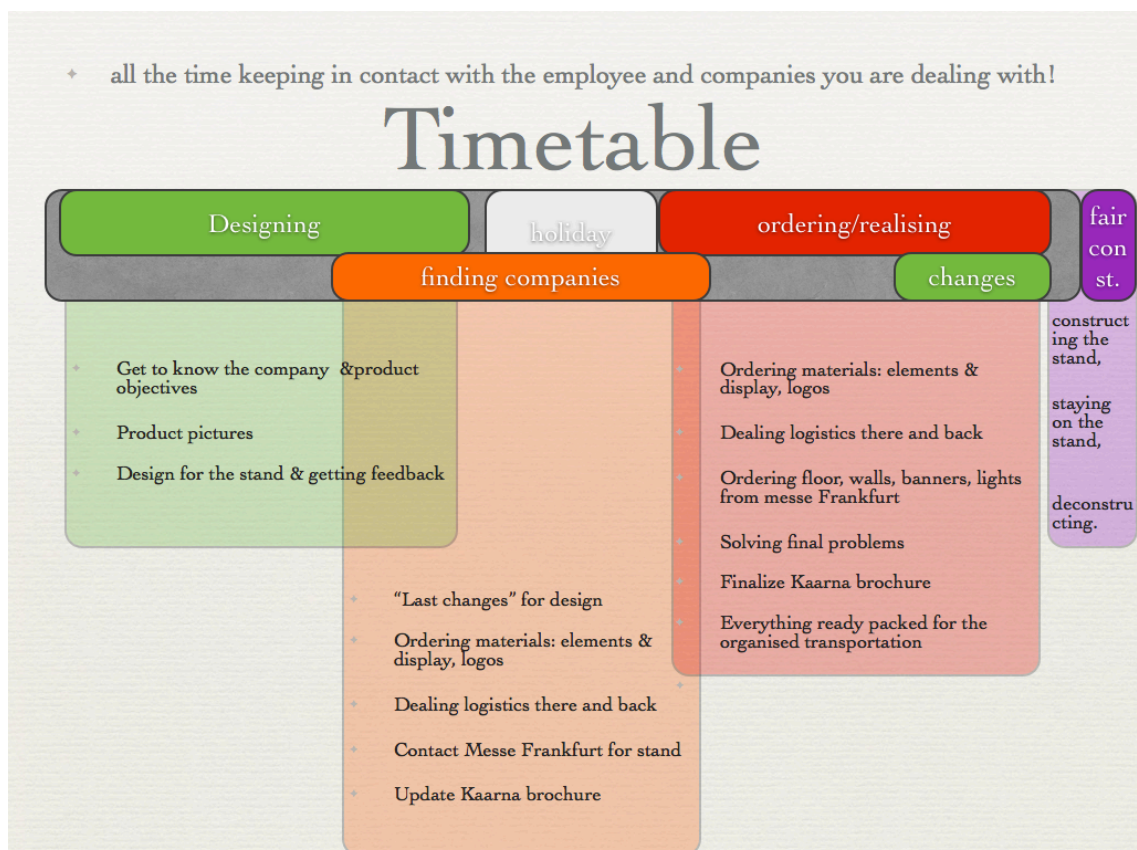 all the time keeping in contact with the employee and companies you are dealing with!
Timetable
Designing
holiday
ordering/realising
fair
con
st.
finding companies
changes
Get to know the company &product
objectives
Product pictures
Design for the stand & getting feedback
"Last changes" for design
Ordering materials: elements &
display, logos
Dealing logistics there and back
Contact Messe Frankfurt for stand
Update Kaarna brochure
Ordering materials: elements &
display, logos
Dealing logistics there and back
Ordering floor, walls, banners, lights
from messe Frankfurt
Solving final problems
Finalize Kaarna brochure
Everything ready packed for the
organised transportation
construct
ing the
stand,
staying
on the
stand,
deconstru
cting.